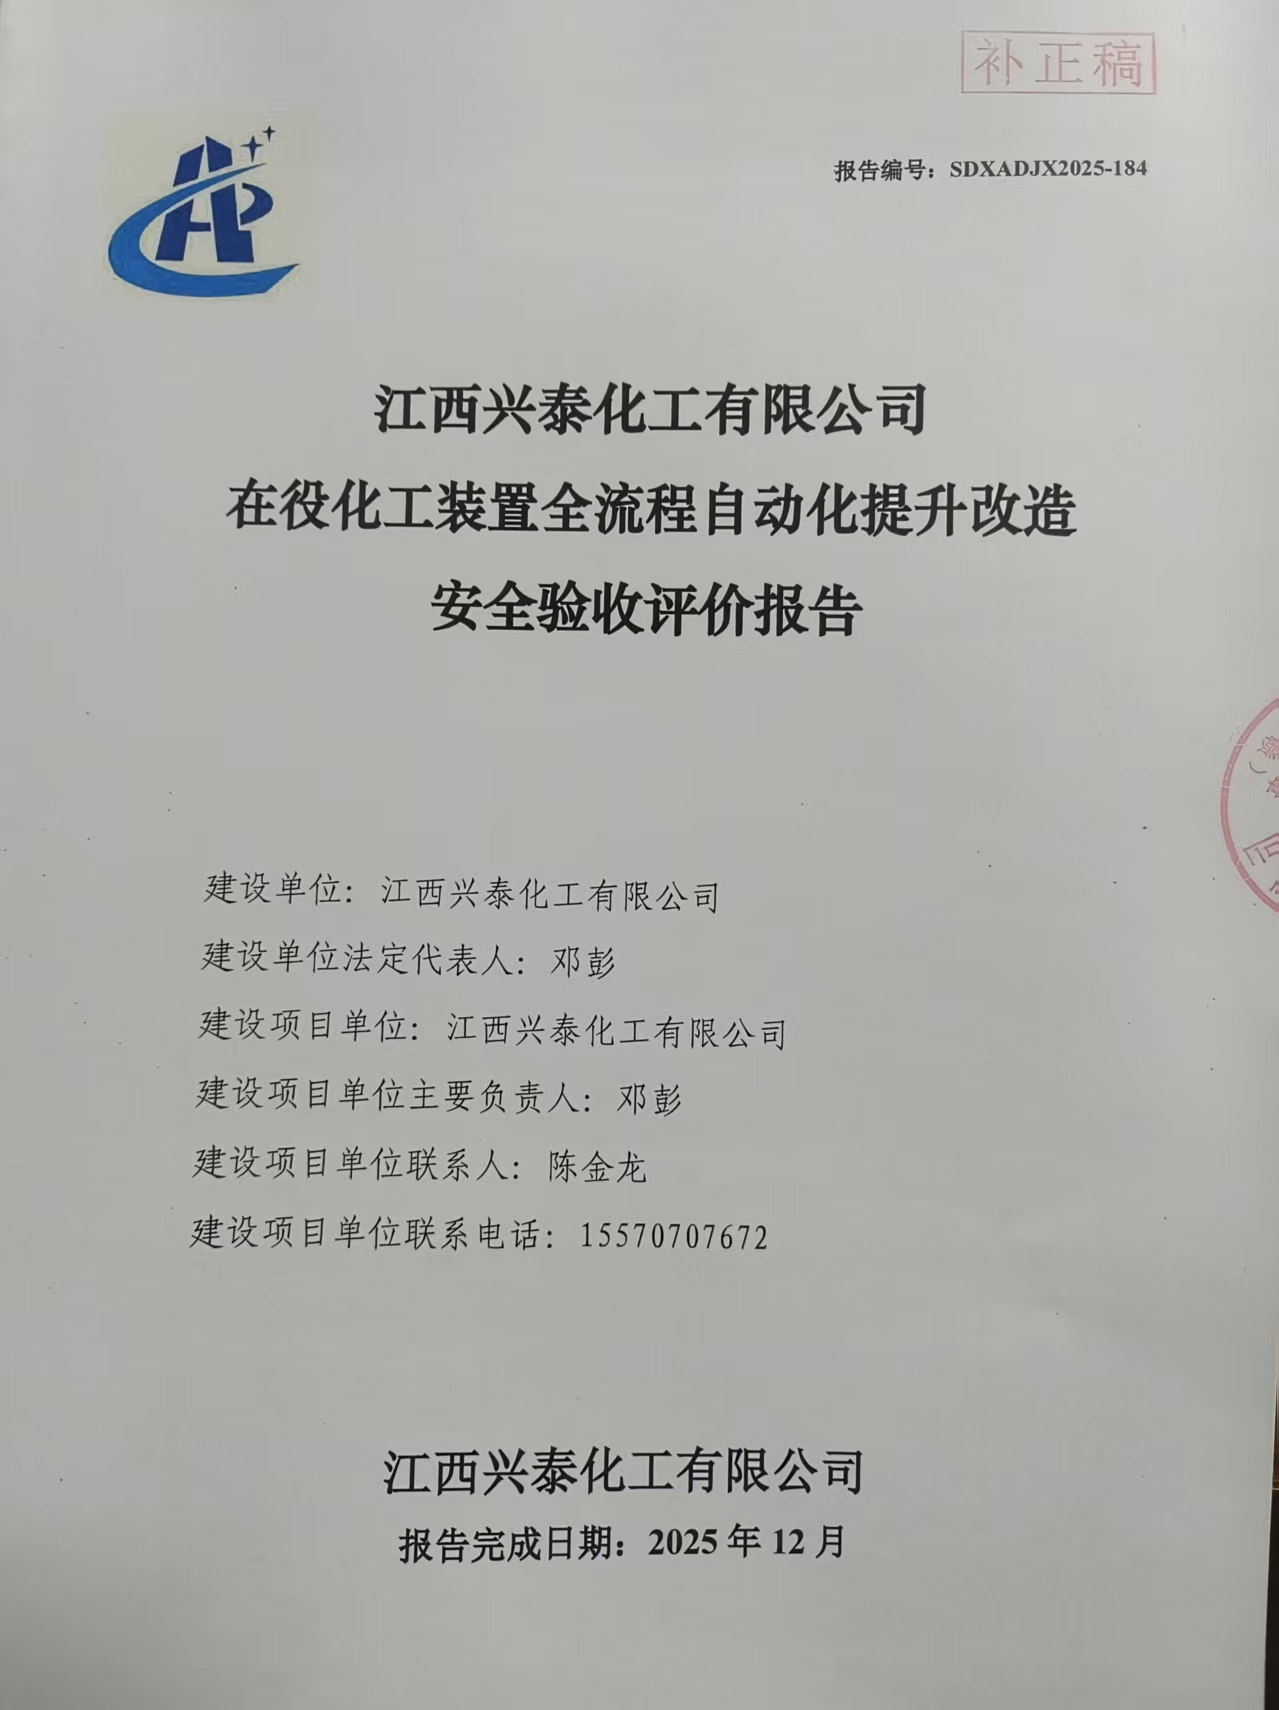 补正稿
报告编号：SDXADJX2025-184
江西兴泰化工有限公司
在役化工装置全流程自动化提升改造
安全验收评价报告
建设单位：江西兴泰化工有限公司
建设单位法定代表人：邓彭
建设项目单位：江西兴泰化工有限公司
建设项目单位主要负责人：邓彭
建设项目单位联系人：陈金龙
建设项目单位联系电话：15570707672
江西兴泰化工有限公司
报告完成日期：2025年12月